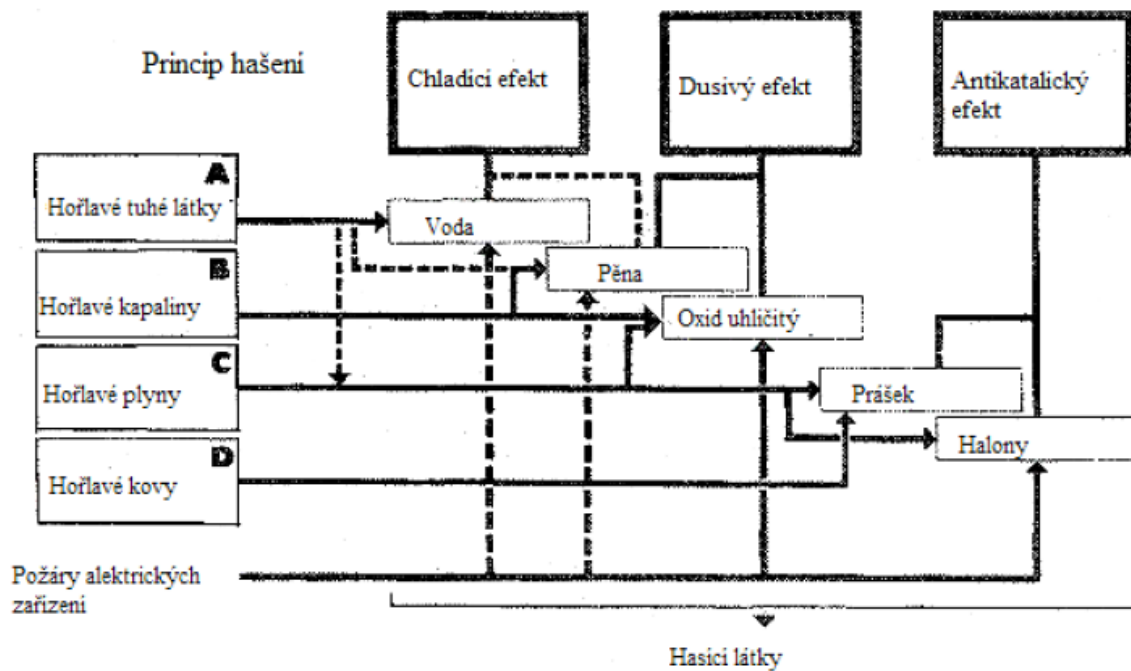 Princip hašení
Chladící efekt
Dusivý efekt
Antikatalický
efekt
A
Hořlavé tuhé látky
Voda
B
Hořlavé kapaliny
Pěna
Oxid uhličitý
C
Hořlavé plyny
Prášek
D
Hořlavé kovy
Halony
Požáry alektrických
zařízení
Hasicí látky